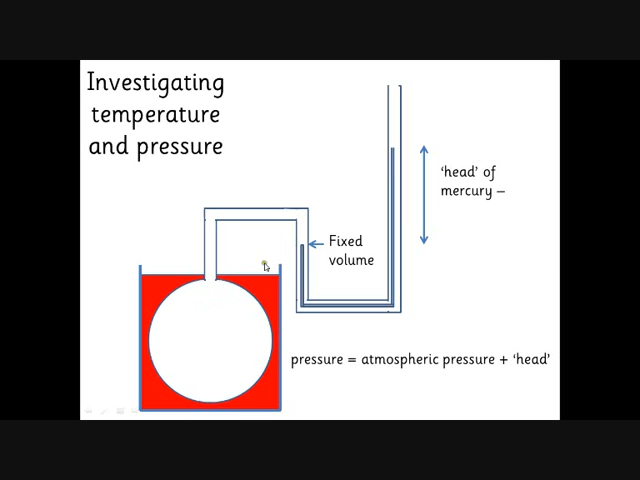 Investigating
temperature
and pressure
‘head’ of
mercury –
Fixed
volume
pressure = atmospheric pressure + ‘head’